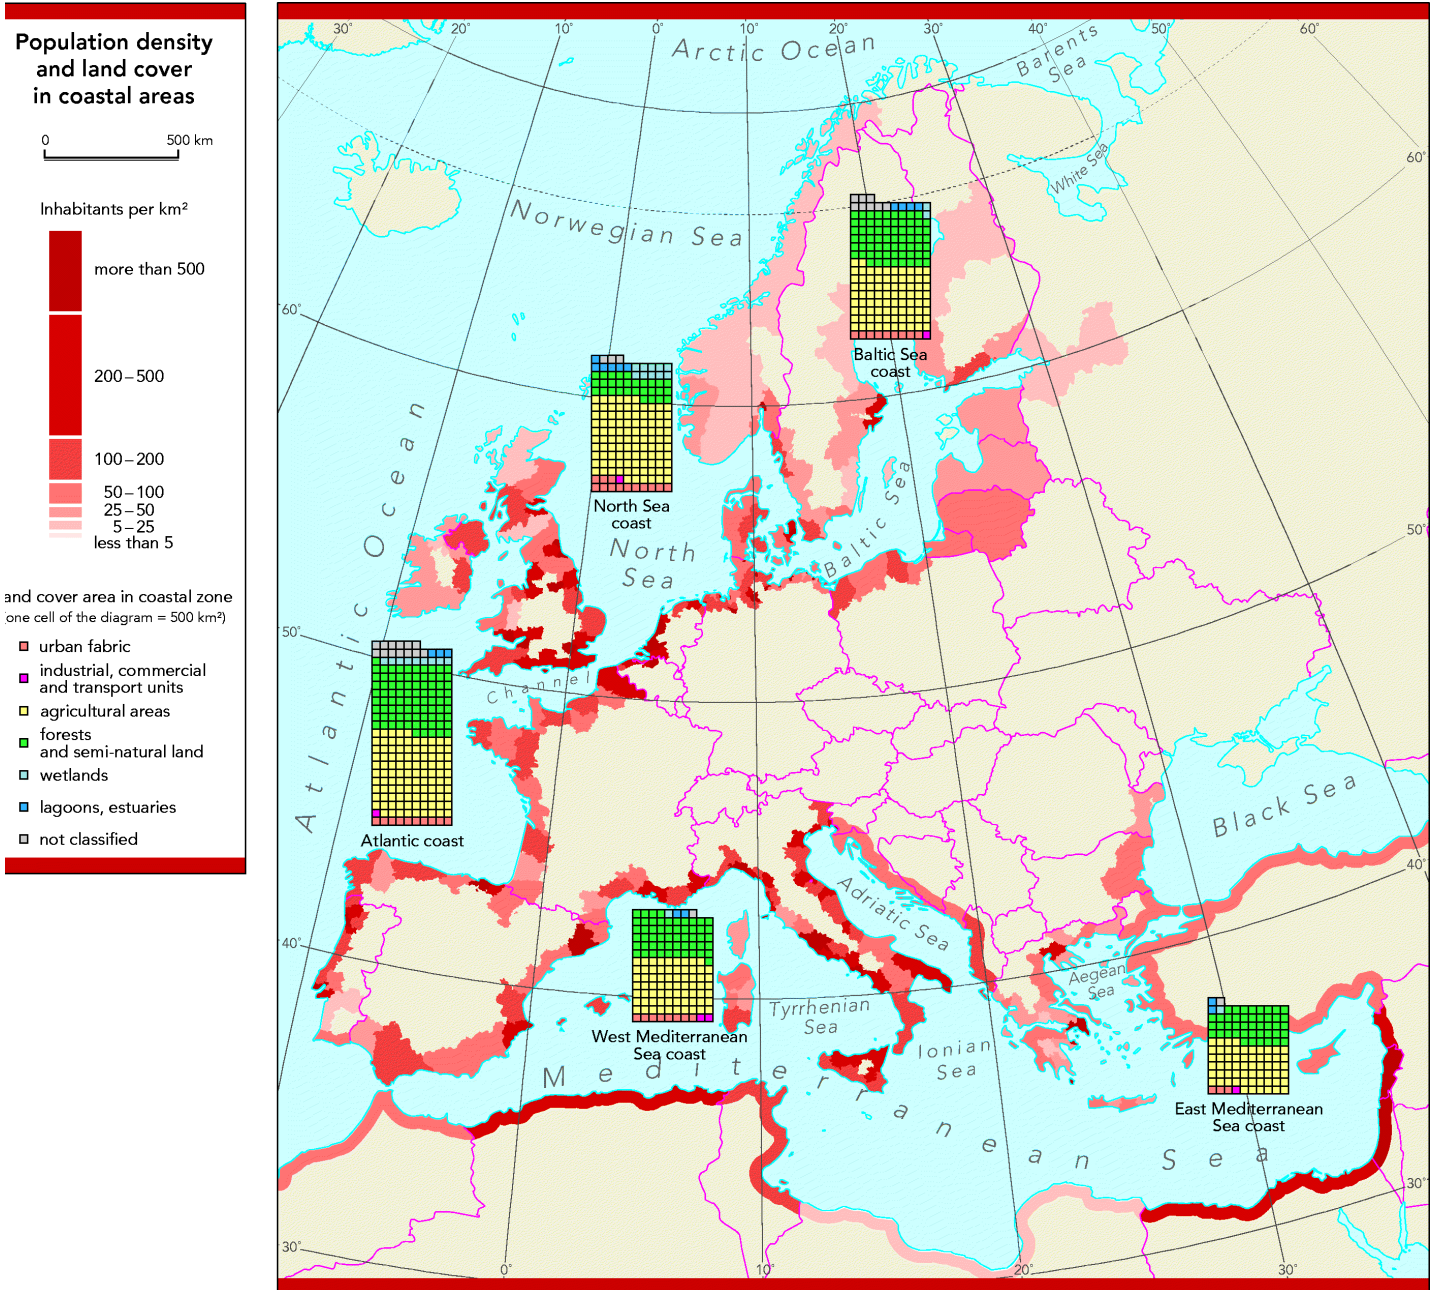 Population density
and land cover
in coastal areas
0 500 km
Inhabitants per km²
more than 500
200–500
100–200
50–100
25–50
5–25
less than 5
and cover area in coastal zone
(one cell of the diagram = 500 km²)
urban fabric
industrial, commercial
and transport units
agricultural areas
forests
and semi-natural land
wetlands
lagoons, estuaries
not classified
30° 20° 10° 0° 10° 20° 30° 40° 50° 60°
Arctic Ocean
Barents
Sea
60°
White Sea
Norwegian Sea
60°
Baltic Sea
coast
North Sea
coast
North
Sea
Baltic Sea
50°
50°
Atlantic Ocean
Channel
Atlantic coast
Black Sea
40°
Adriatic Sea
40°
Aegean
Sea
Tyrrhenian
Sea
West Mediterranean
Sea coast
Ionian
Sea
Mediterranean Sea
East Mediterranean
Sea coast
30°
30°
0° 10° 20° 30°